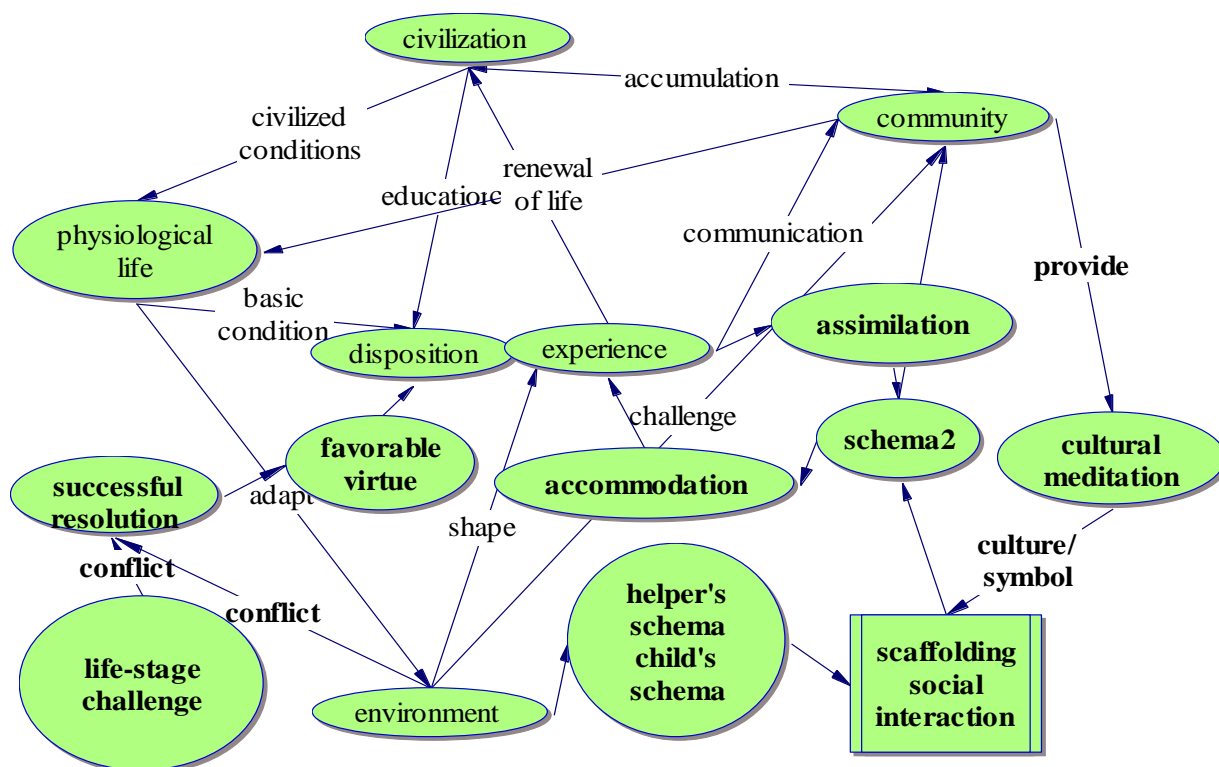 civilization
accumulation
civilized
conditions
community
renewal
of life
educationc
physiological
life
communication
provide
basic
condition
assimilation
disposition
experience
challenge
favorable
virtue
schema2
cultural
meditation
successful
resolution
adapt
accommodation
shape
conflict
culture/
symbol
conflict
helper's
schema
child's
schema
life-stage
challenge
scaffolding
social
interaction
environment